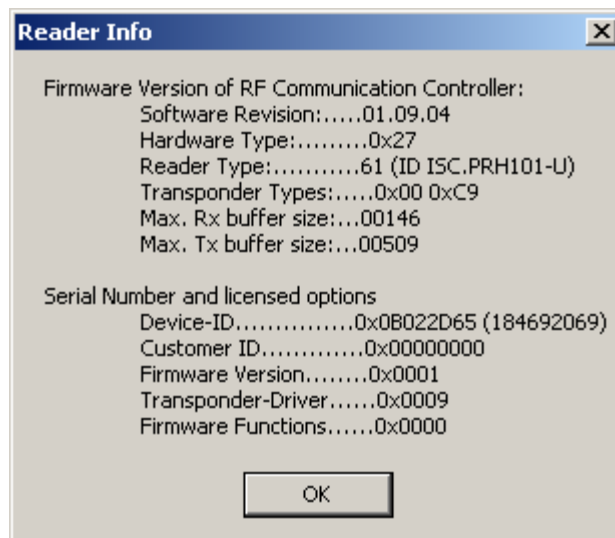 Reader Info
Firmware Version of RF Communication Controller:
Software Revision:.....01.09.04
Hardware Type:.........0x27
Reader Type:............61 (ID ISC.PRH101-U)
Transponder Types:.....0x00 0xC9
Max. Rx buffer size:...00146
Max. Tx buffer size:...00509
Serial Number and licensed options
Device-ID...............0x0B022D65 (184692069)
Customer ID.............0x00000000
Firmware Version........0x0001
Transponder-Driver......0x0009
Firmware Functions......0x0000
OK